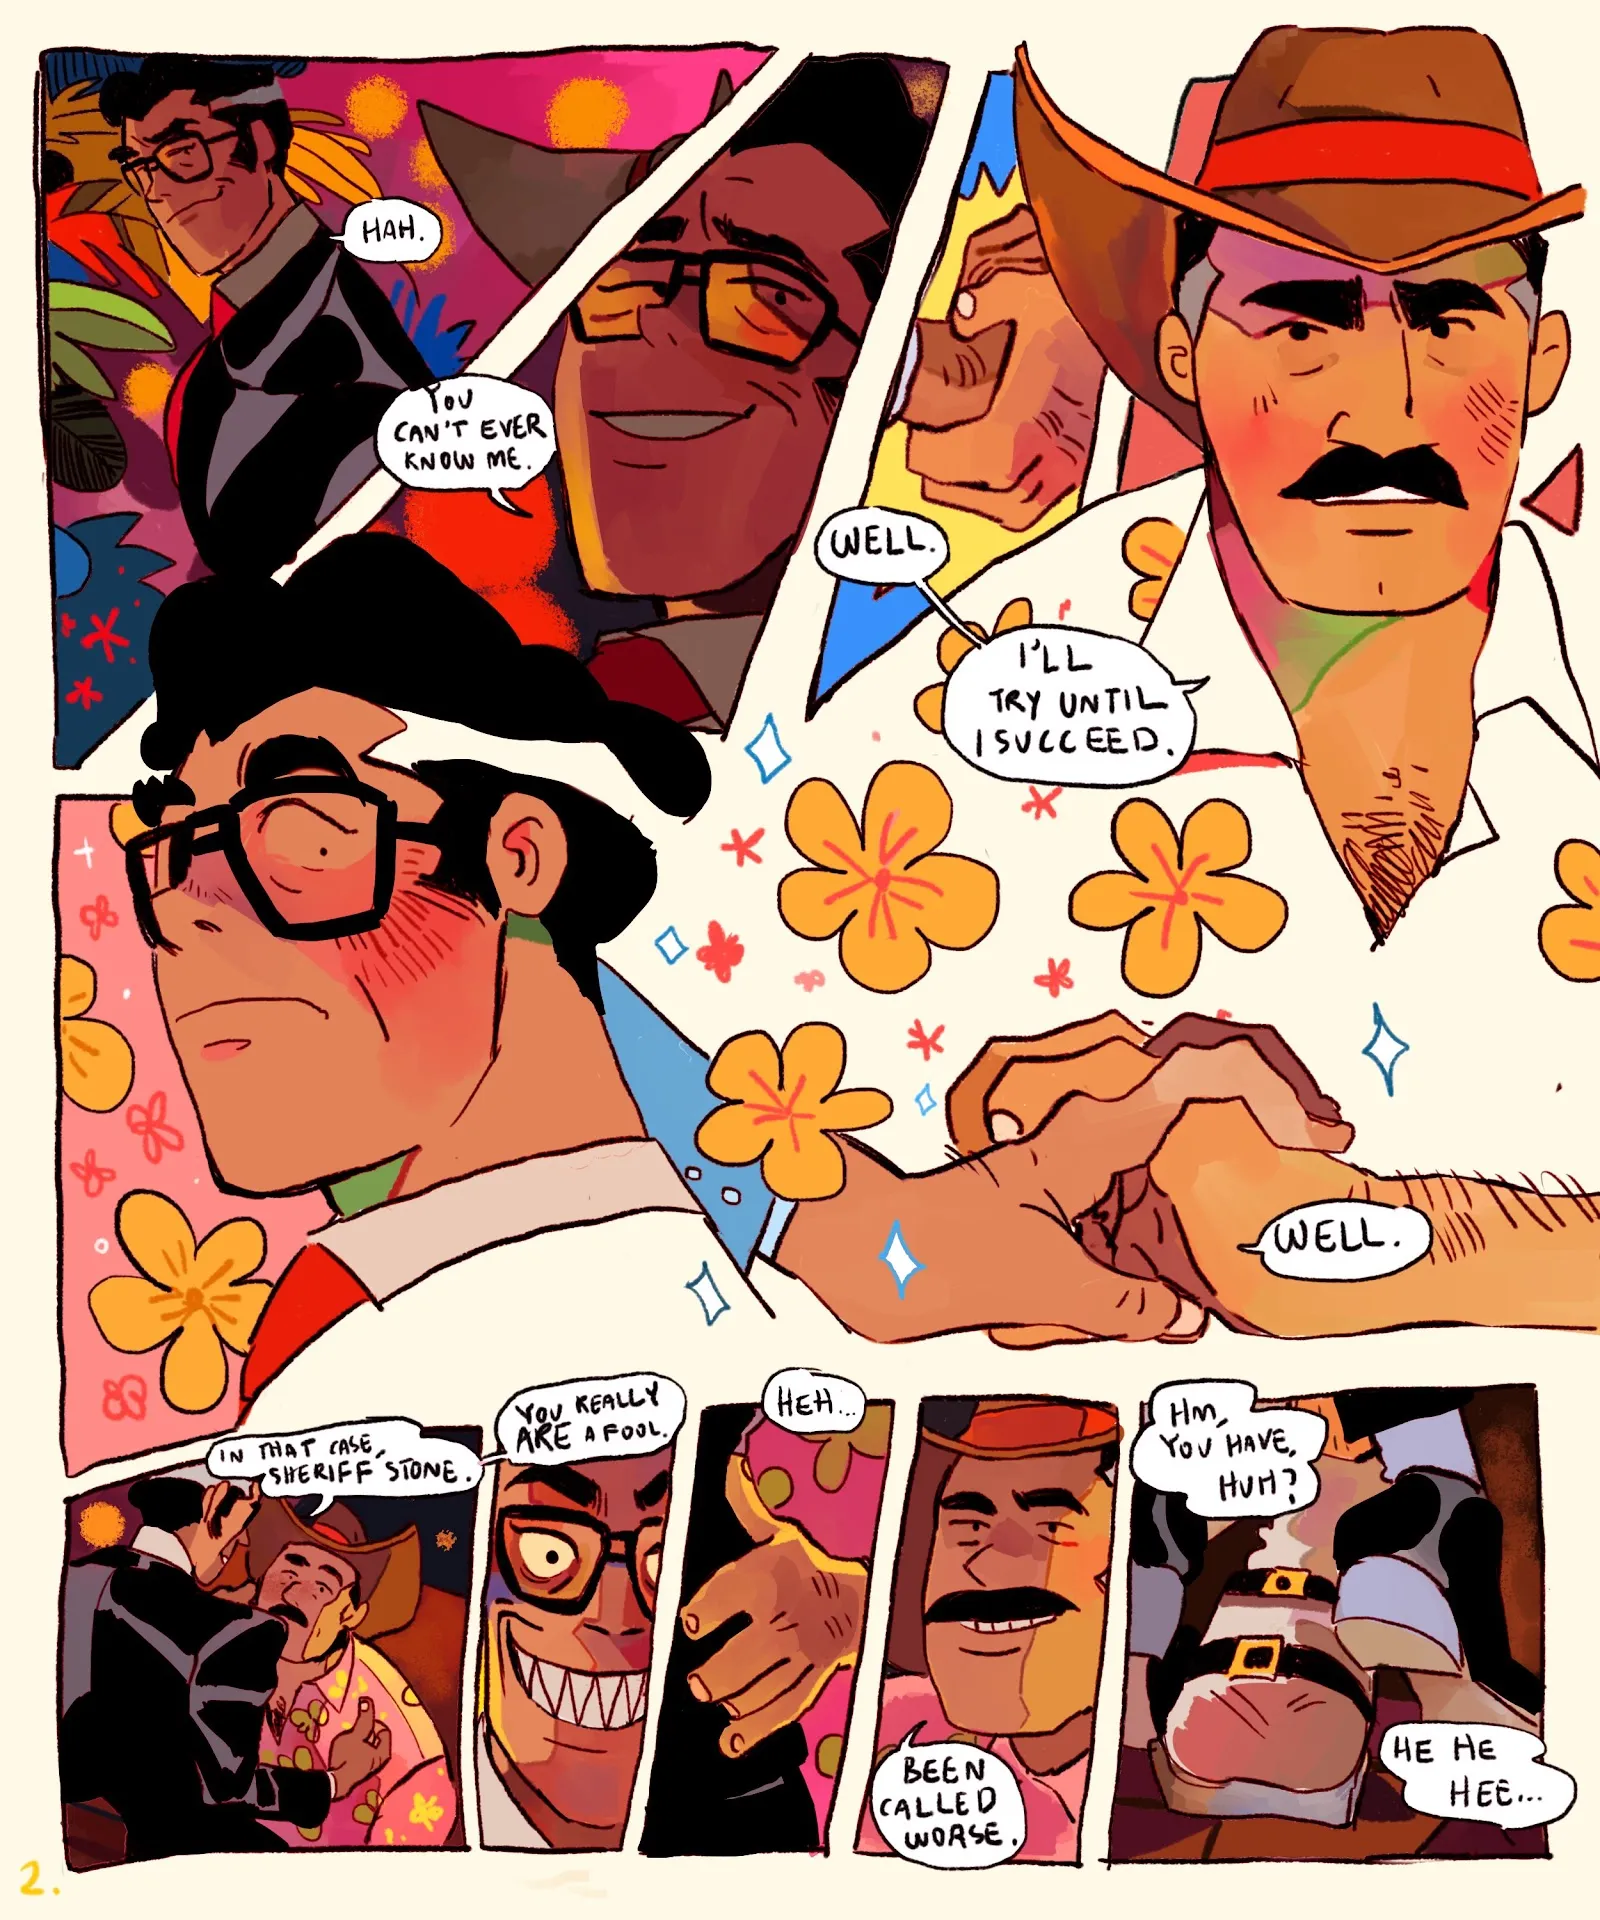 HAH.
YOU
CAN'T EVER
KNOW ME.
WELL.
I'LL
TRY UNTIL
I SUCCEED.
WELL.
IN THAT CASE,
SHERIFF STONE.
YOU REALLY
ARE A FOOL.
HEH...
BEEN
CALLED
WORSE.
HM,
YOU HAVE,
HUH?
HE HE
HEE...
2.